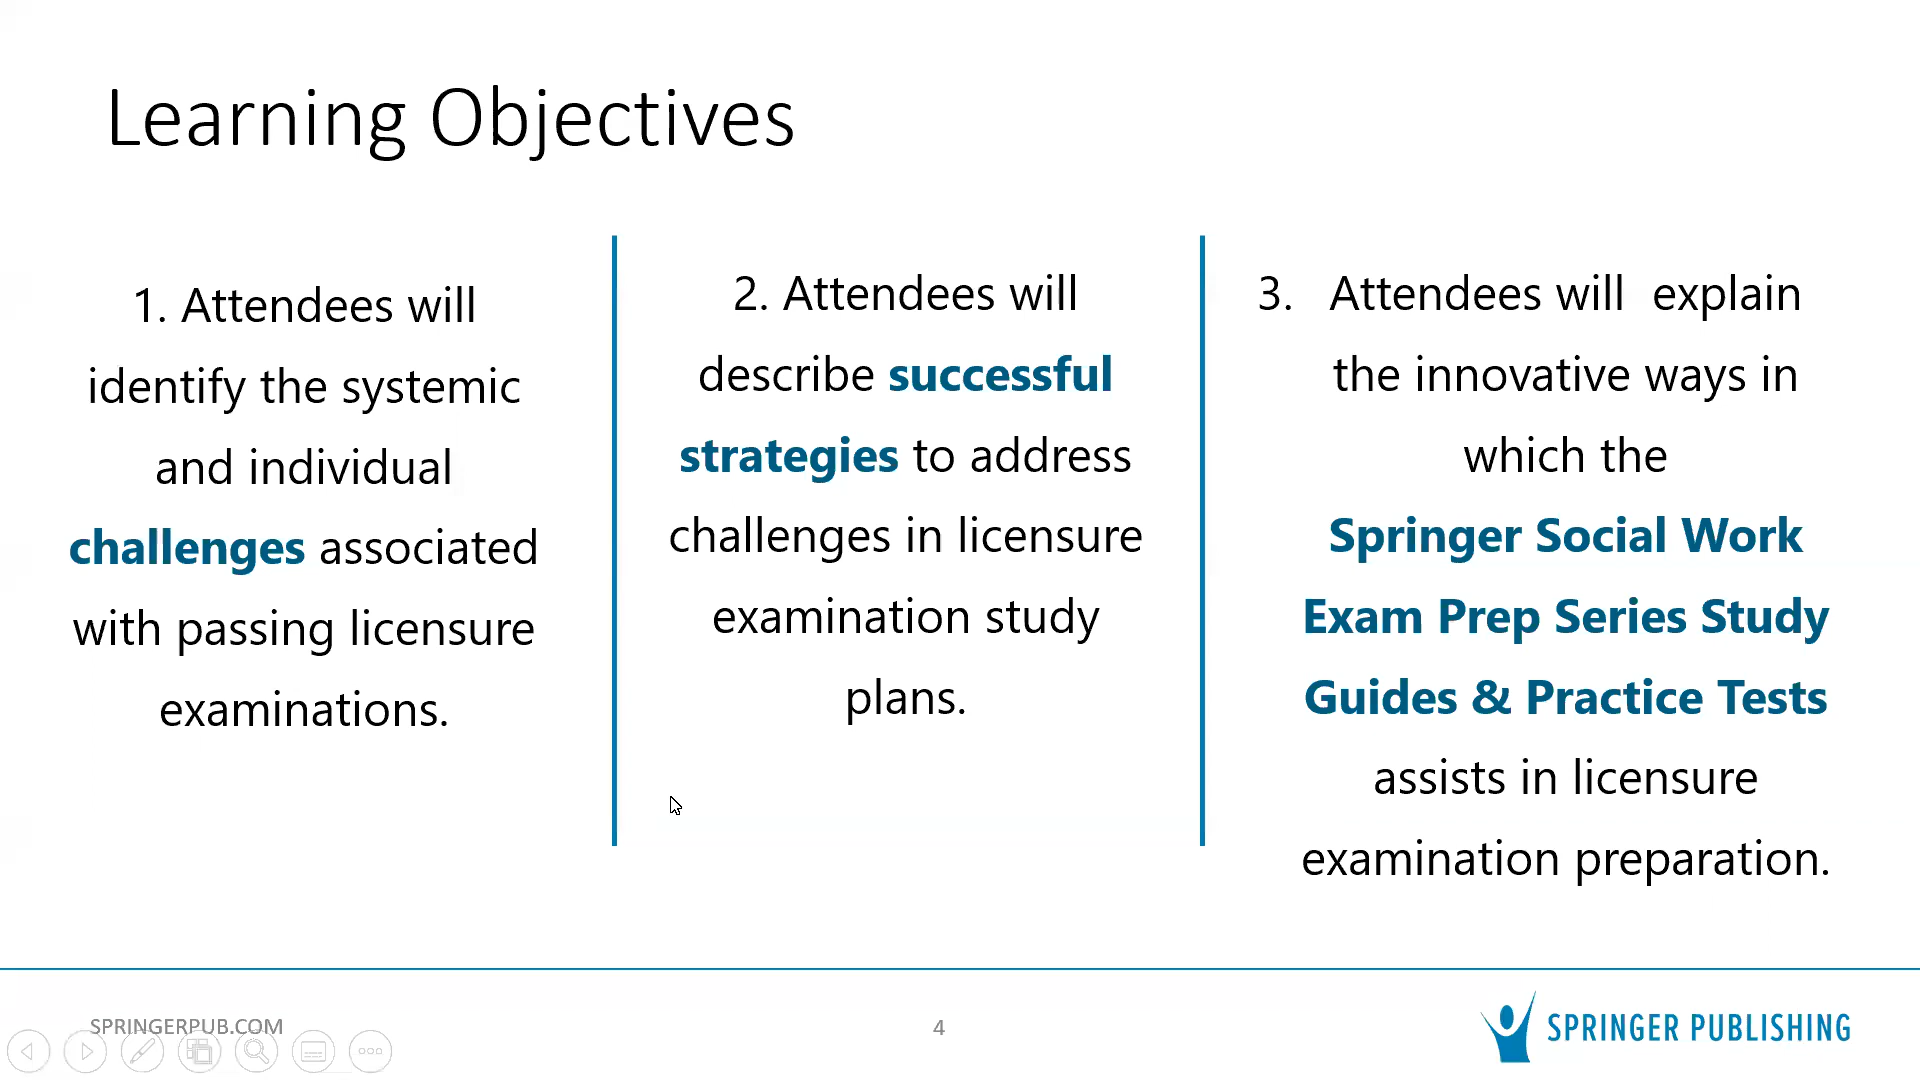 Learning Objectives
1. Attendees will
identify the systemic
and individual
challenges associated
with passing licensure
examinations.
2. Attendees will
describe successful
strategies to address
challenges in licensure
examination study
plans.
3. Attendees will explain
the innovative ways in
which the
Springer Social Work
Exam Prep Series Study
Guides & Practice Tests
assists in licensure
examination preparation.
SPRINGERPUB.COM
4
SPRINGER PUBLISHING